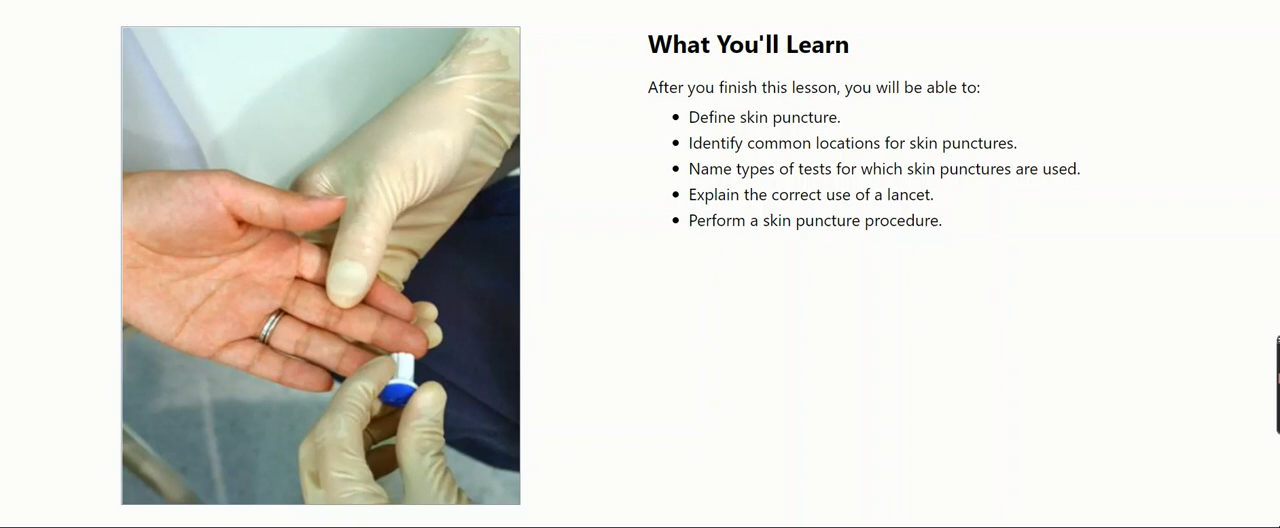 What You'll Learn
After you finish this lesson, you will be able to:
Define skin puncture.
Identify common locations for skin punctures.
Name types of tests for which skin punctures are used.
Explain the correct use of a lancet.
Perform a skin puncture procedure.